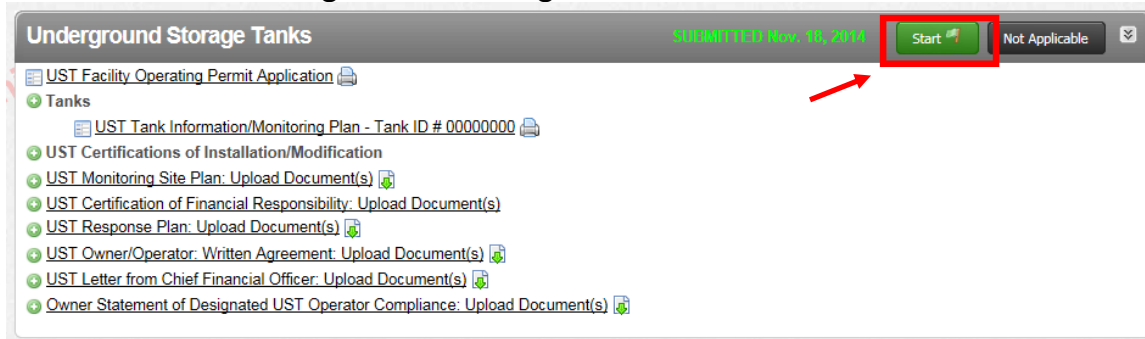 Underground Storage Tanks SUBMITTED Nov. 18, 2014 Start Not Applicable
UST Facility Operating Permit Application
Tanks
UST Tank Information/Monitoring Plan - Tank ID # 00000000
UST Certifications of Installation/Modification
UST Monitoring Site Plan: Upload Document(s)
UST Certification of Financial Responsibility: Upload Document(s)
UST Response Plan: Upload Document(s)
UST Owner/Operator: Written Agreement: Upload Document(s)
UST Letter from Chief Financial Officer: Upload Document(s)
Owner Statement of Designated UST Operator Compliance: Upload Document(s)